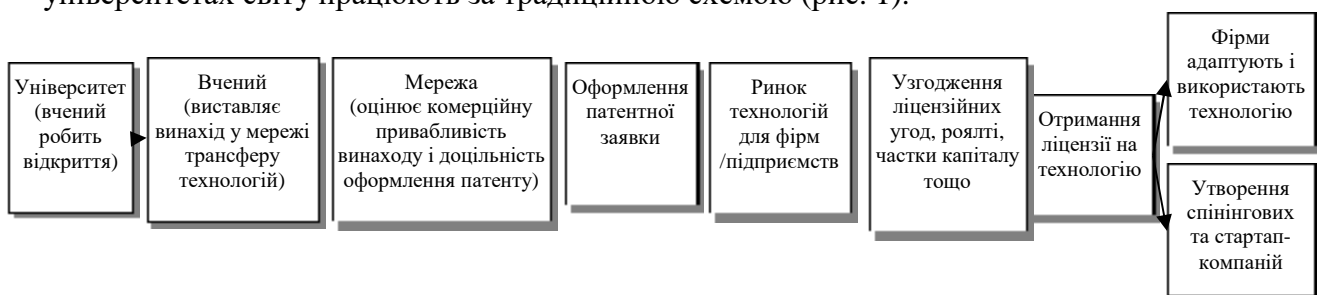 університетах світу працюють за традиційною схемою (рис. 1).
Університет
(вчений
робить
відкриття)
Вчений
(виставляє
винахід у мережі
трансферу
технологій)
Мережа
(оцінює комерційну
привабливість
винаходу і доцільність
оформлення патенту)
Оформлення
патентної
заявки
Ринок
технологій
для фірм
/підприємств
Узгодження
ліцензійних
угод, роялті,
частки капіталу
тощо
Отримання
ліцензії на
технологію
Фірми
адаптують і
використають
технологію
Утворення
спінінгових
та стартап-
компаній